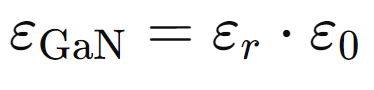 ε_GaN = ε_r · ε_0